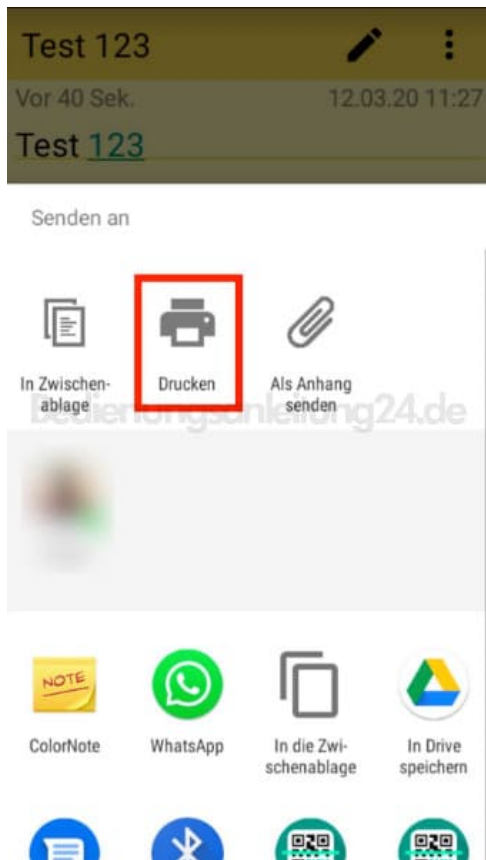 Test 123
Vor 40 Sek. 12.03.20 11:27
Test 123
Senden an
In Zwischen-
ablage
Drucken
Als Anhang
senden
Bedienungsanleitung24.de
NOTE
ColorNote
WhatsApp
In die Zwi-
schenablage
In Drive
speichern